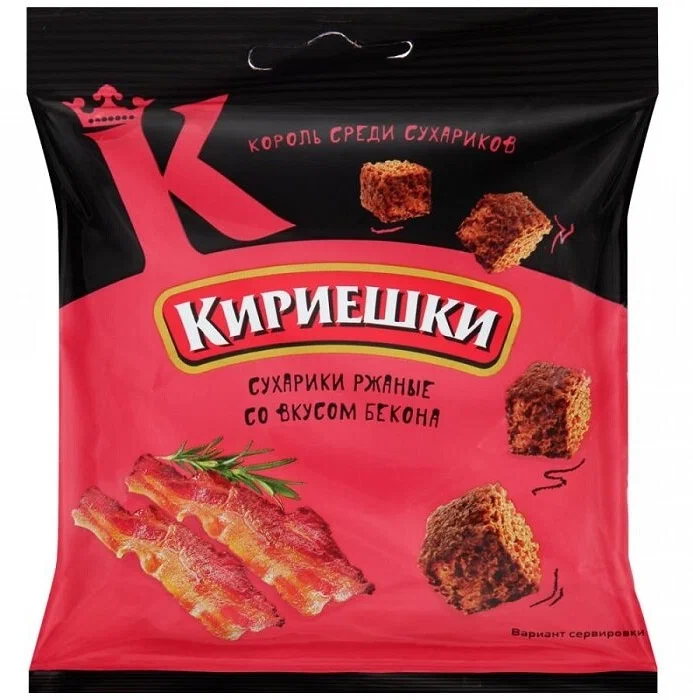 К
КОРОЛЬ СРЕДИ СУХАРИКОВ
КИРИЕШКИ
СУХАРИКИ РЖАНЫЕ
СО ВКУСОМ БЕКОНА
Вариант сервировки